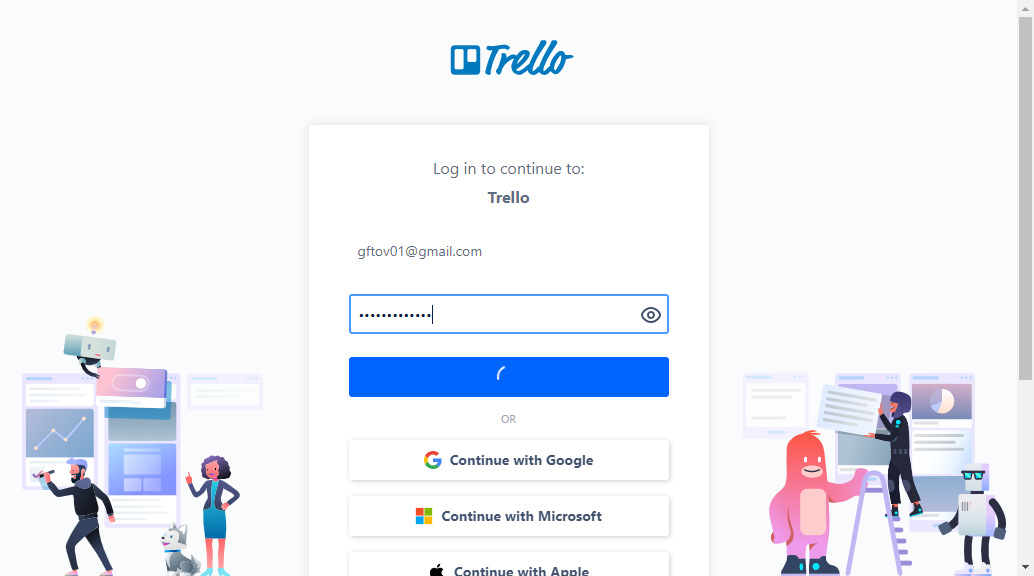 Trello
Log in to continue to:
Trello
gftov01@gmail.com
•••••••••••••
OR
Continue with Google
Continue with Microsoft
Continue with Apple